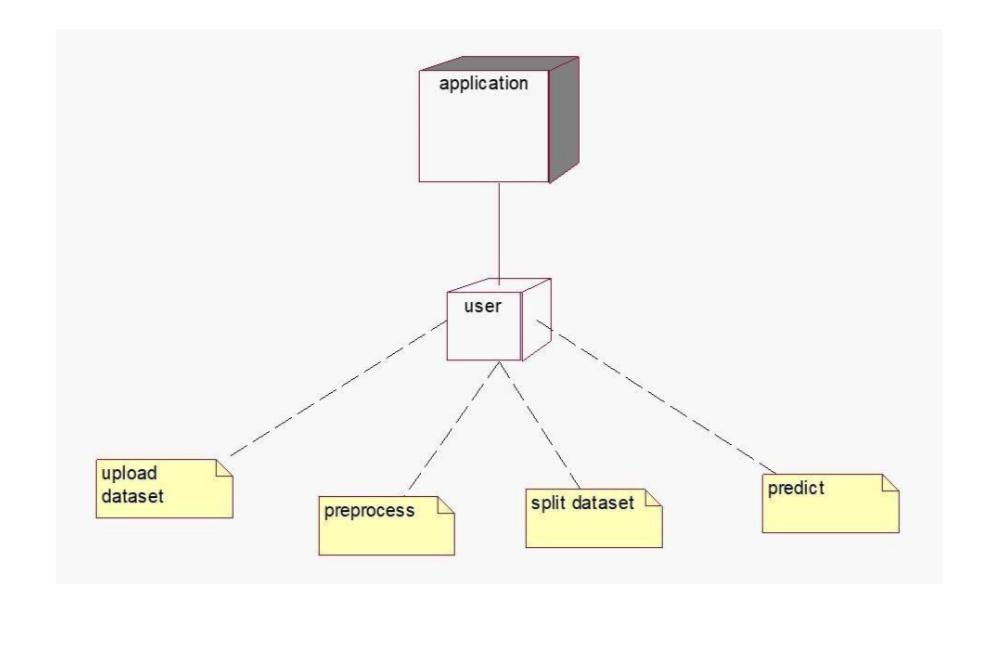 application
user
upload
dataset
preprocess
split dataset
predict